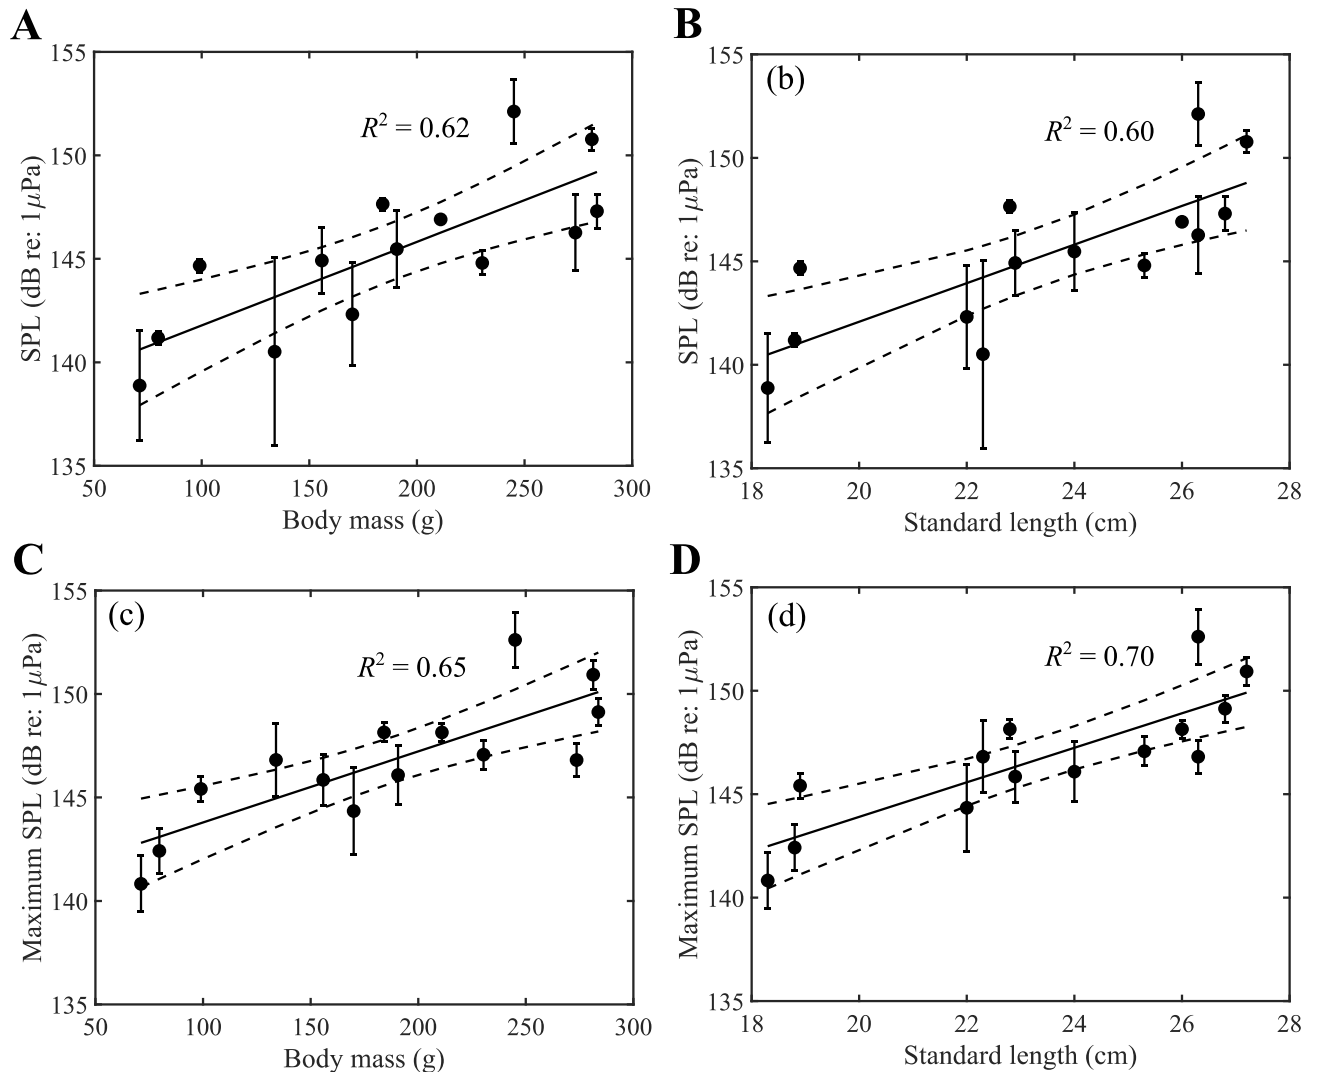 A
155
150
145
140
135
SPL (dB re: 1μPa)
R² = 0.62
50 100 150 200 250 300
Body mass (g)
B
155
150
145
140
135
SPL (dB re: 1μPa)
(b)
R² = 0.60
18 20 22 24 26 28
Standard length (cm)
C
155
150
145
140
135
Maximum SPL (dB re: 1μPa)
(c)
R² = 0.65
50 100 150 200 250 300
Body mass (g)
D
155
150
145
140
135
Maximum SPL (dB re: 1μPa)
(d)
R² = 0.70
18 20 22 24 26 28
Standard length (cm)